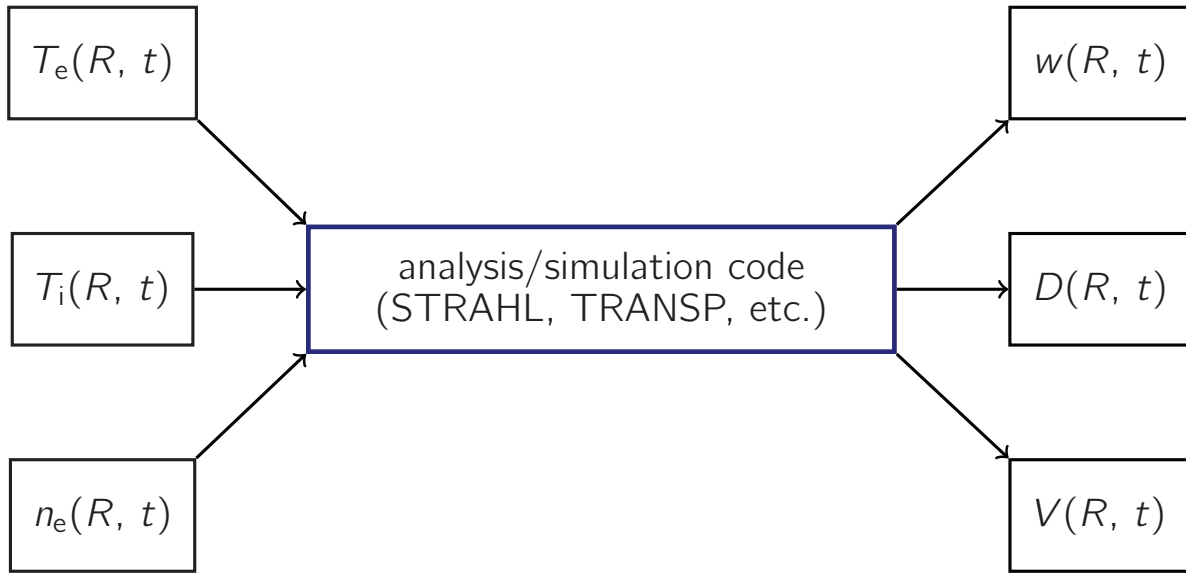 T_e(R, t)
w(R, t)
T_i(R, t)
analysis/simulation code
(STRAHL, TRANSP, etc.)
D(R, t)
n_e(R, t)
V(R, t)